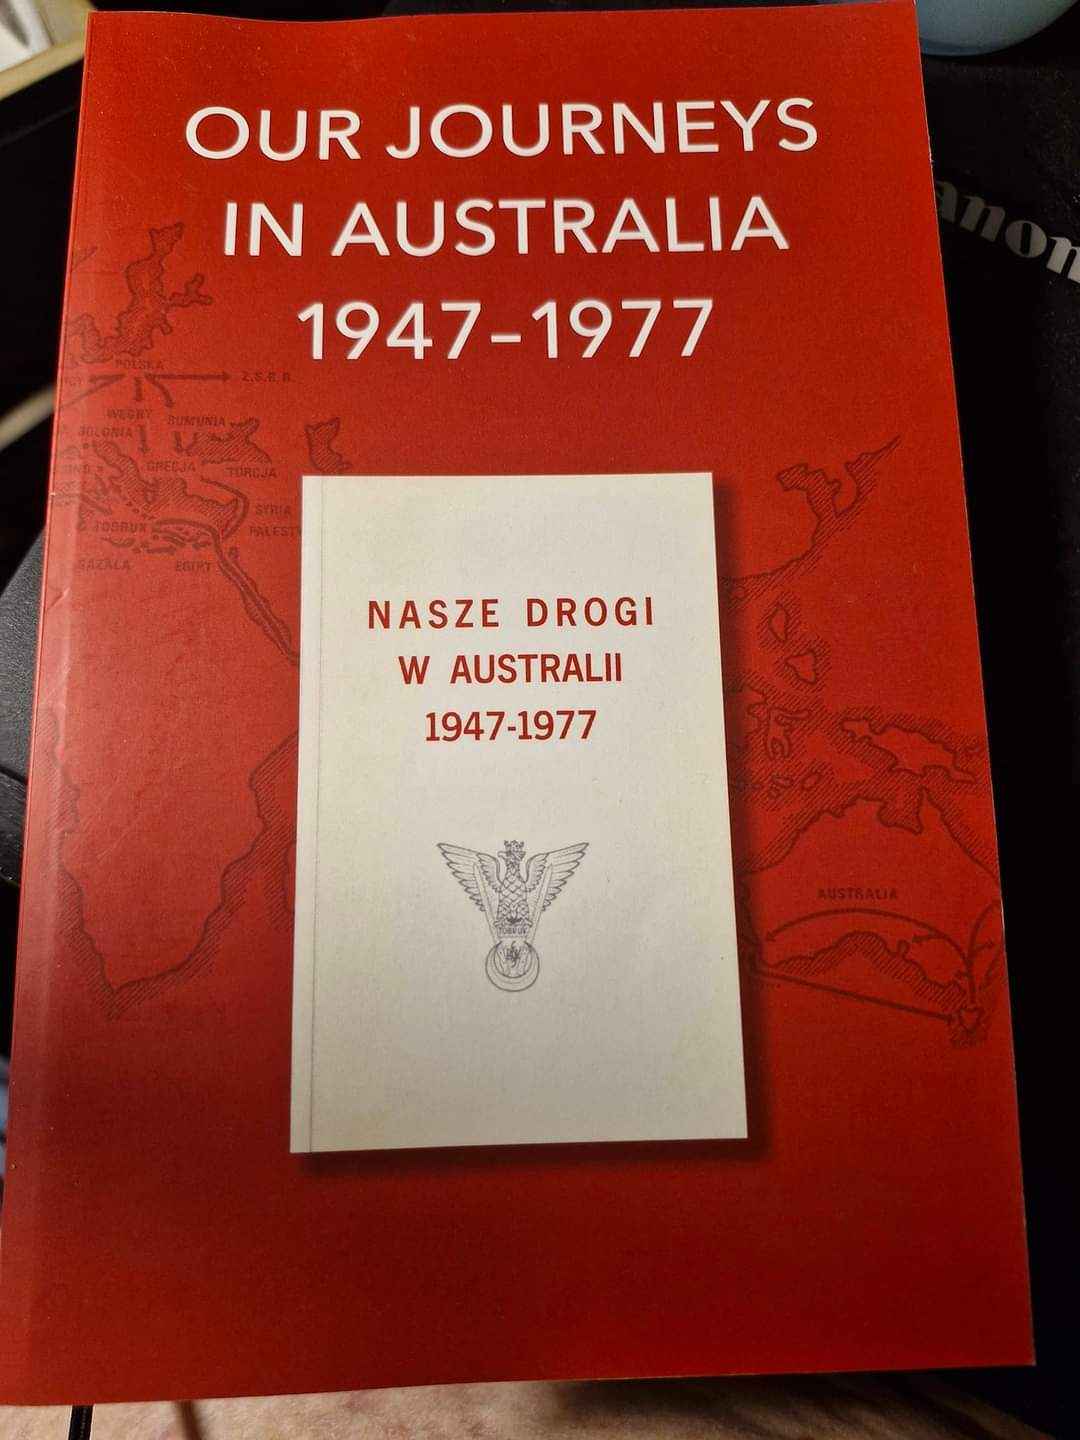 OUR JOURNEYS
IN AUSTRALIA
1947-1977
anon
POLSKA
Z.S.R.R.
WĘGRY
RUMUNIA
BOLONIA
GRECJA
TURCJA
SYRIA
TOBRUK
GAZALA
EGIPT
NASZE DROGI
W AUSTRALII
1947-1977
TOBRUK
AUSTRALIA